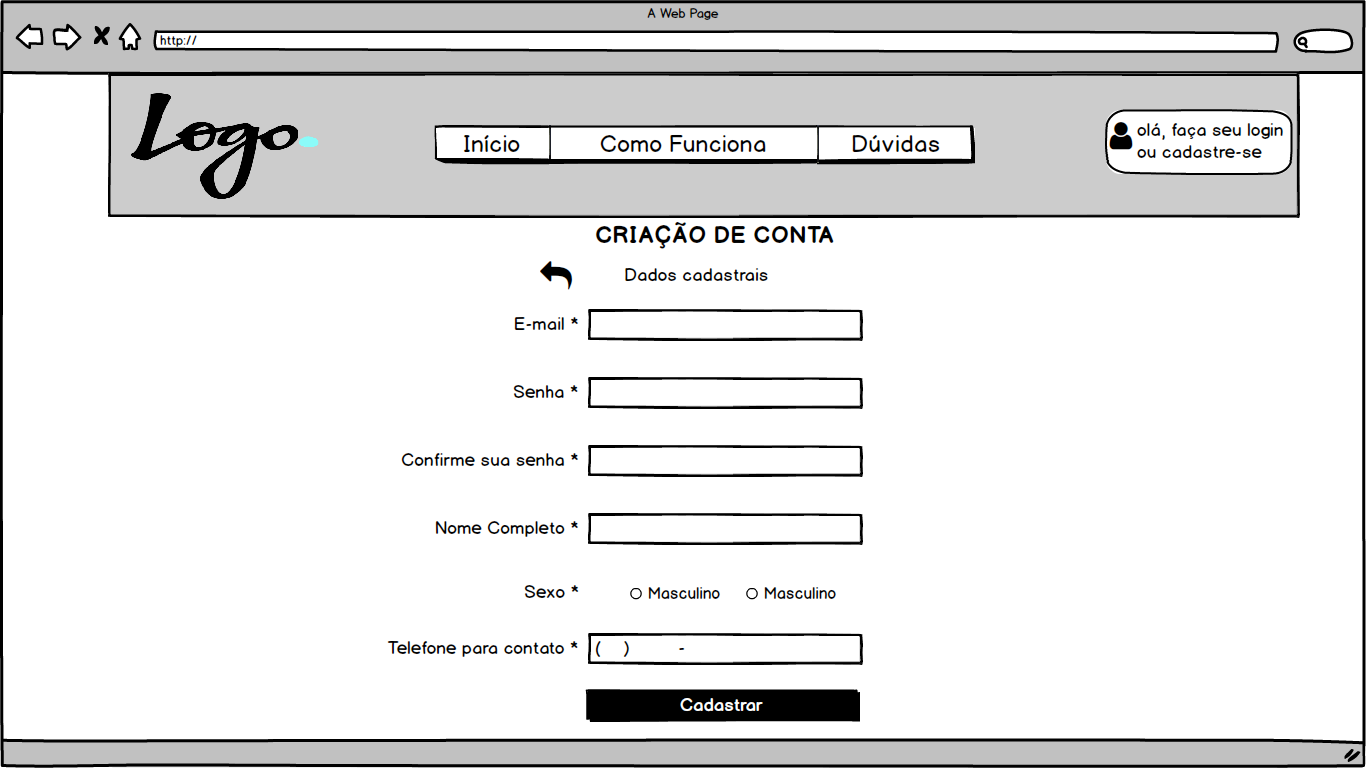 A Web Page
http://
Logo.
Início Como Funciona Dúvidas
olá, faça seu login
ou cadastre-se
CRIAÇÃO DE CONTA
Dados cadastrais
E-mail *
Senha *
Confirme sua senha *
Nome Completo *
Sexo * Masculino Masculino
Telefone para contato * ( ) -
Cadastrar